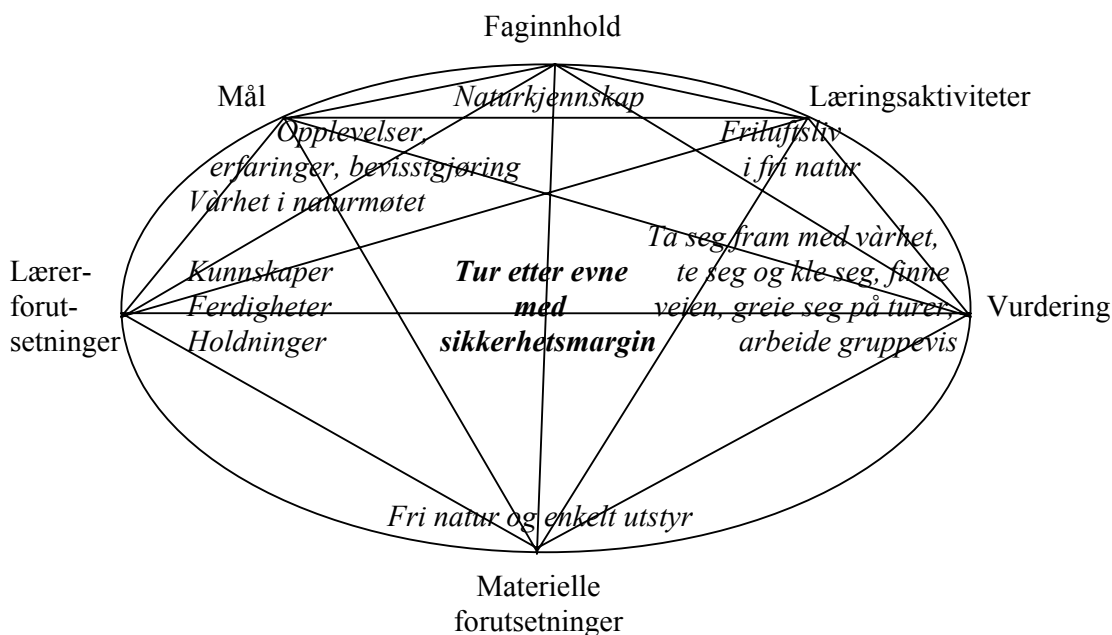 Faginnhold
Mål
Naturkjennskap
Læringsaktiviteter
Opplevelser,
erfaringer, bevisstgjøring
Vàrhet i naturmøtet
Friluftsliv
i fri natur
Lærer-
forut-
setninger
Kunnskaper
Ferdigheter
Holdninger
Tur etter evne
med
sikkerhetsmargin
Ta seg fram med vàrhet,
te seg og kle seg, finne
veien, greie seg på turer,
arbeide gruppevis
Vurdering
Fri natur og enkelt utstyr
Materielle
forutsetninger